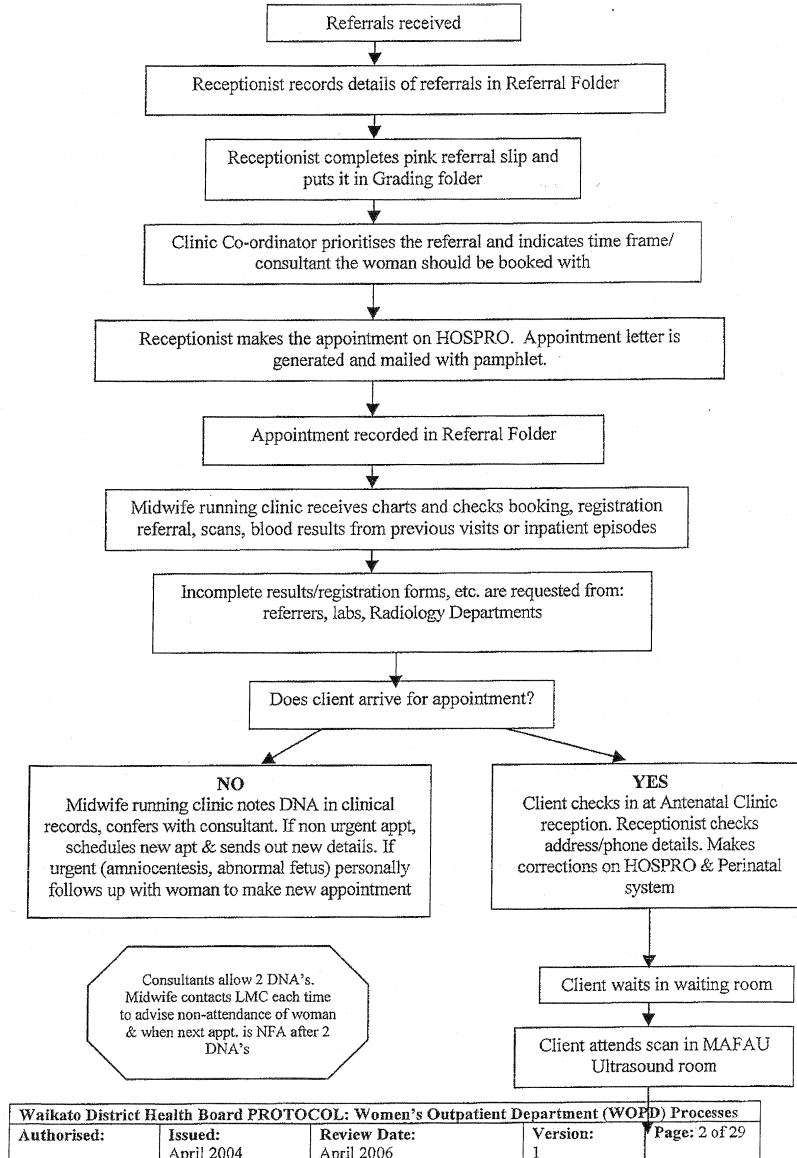 Referrals received
Receptionist records details of referrals in Referral Folder
Receptionist completes pink referral slip and
puts it in Grading folder
Clinic Co-ordinator prioritises the referral and indicates time frame/
consultant the woman should be booked with
Receptionist makes the appointment on HOSPRO. Appointment letter is
generated and mailed with pamphlet.
Appointment recorded in Referral Folder
Midwife running clinic receives charts and checks booking, registration
referral, scans, blood results from previous visits or inpatient episodes
Incomplete results/registration forms, etc. are requested from:
referrers, labs, Radiology Departments
Does client arrive for appointment?
NO
Midwife running clinic notes DNA in clinical
records, confers with consultant. If non urgent appt,
schedules new apt & sends out new details. If
urgent (amniocentesis, abnormal fetus) personally
follows up with woman to make new appointment
YES
Client checks in at Antenatal Clinic
reception. Receptionist checks
address/phone details. Makes
corrections on HOSPRO & Perinatal
system
Consultants allow 2 DNA's.
Midwife contacts LMC each time
to advise non-attendance of woman
& when next appt. is NFA after 2
DNA's
Client waits in waiting room
Client attends scan in MAFAU
Ultrasound room
Waikato District Health Board PROTOCOL: Women's Outpatient Department (WOPD) Processes
Authorised: Issued: Review Date: Version: Page: 2 of 29
April 2004 April 2006 1